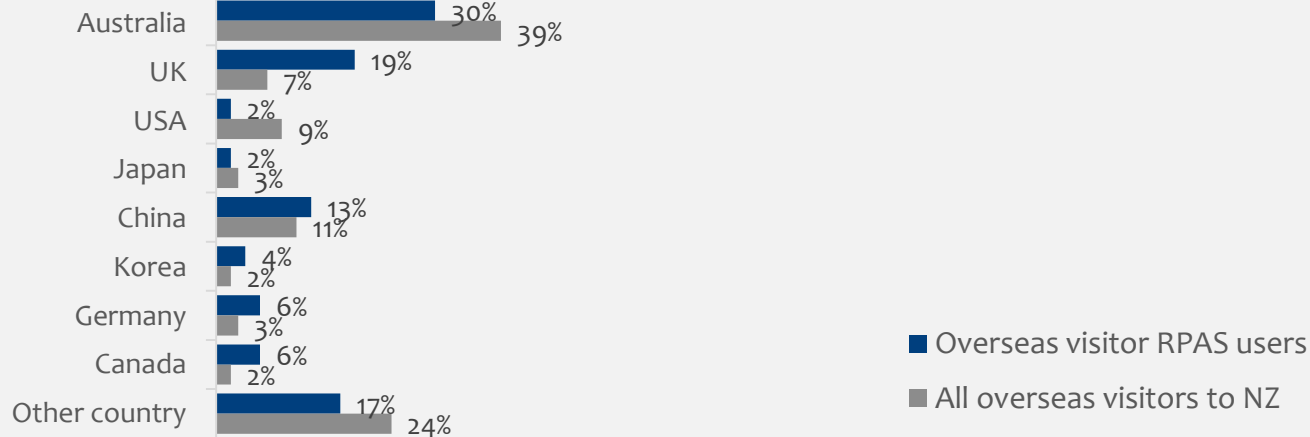 Australia 30% 39%
UK 19% 7%
USA 2% 9%
Japan 2% 3%
China 13% 11%
Korea 4% 2%
Germany 6% 3%
Canada 6% 2%
Other country 17% 24%
Overseas visitor RPAS users
All overseas visitors to NZ